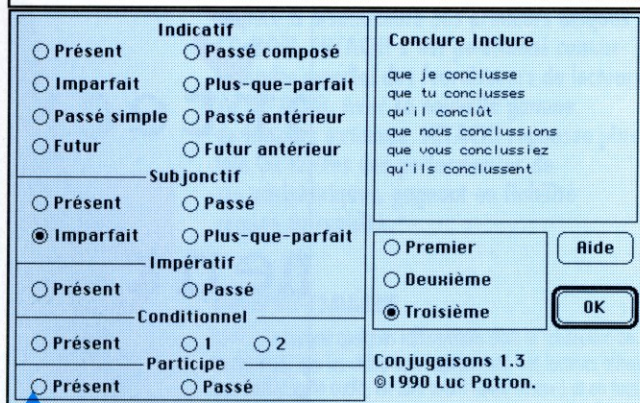 Indicatif
Présent Passé composé
Imparfait Plus-que-parfait
Passé simple Passé antérieur
Futur Futur antérieur
Subjonctif
Présent Passé
Imparfait Plus-que-parfait
Impératif
Présent Passé
Conditionnel
Présent 1 2
Participe
Présent Passé
Conclure Inclure
que je conclusse
que tu conclusses
qu'il conclût
que nous conclussions
que vous conclussiez
qu'ils conclussent
Premier
Deuxième
Troisième
Aide
OK
Conjugaisons 1.3
©1990 Luc Potron.